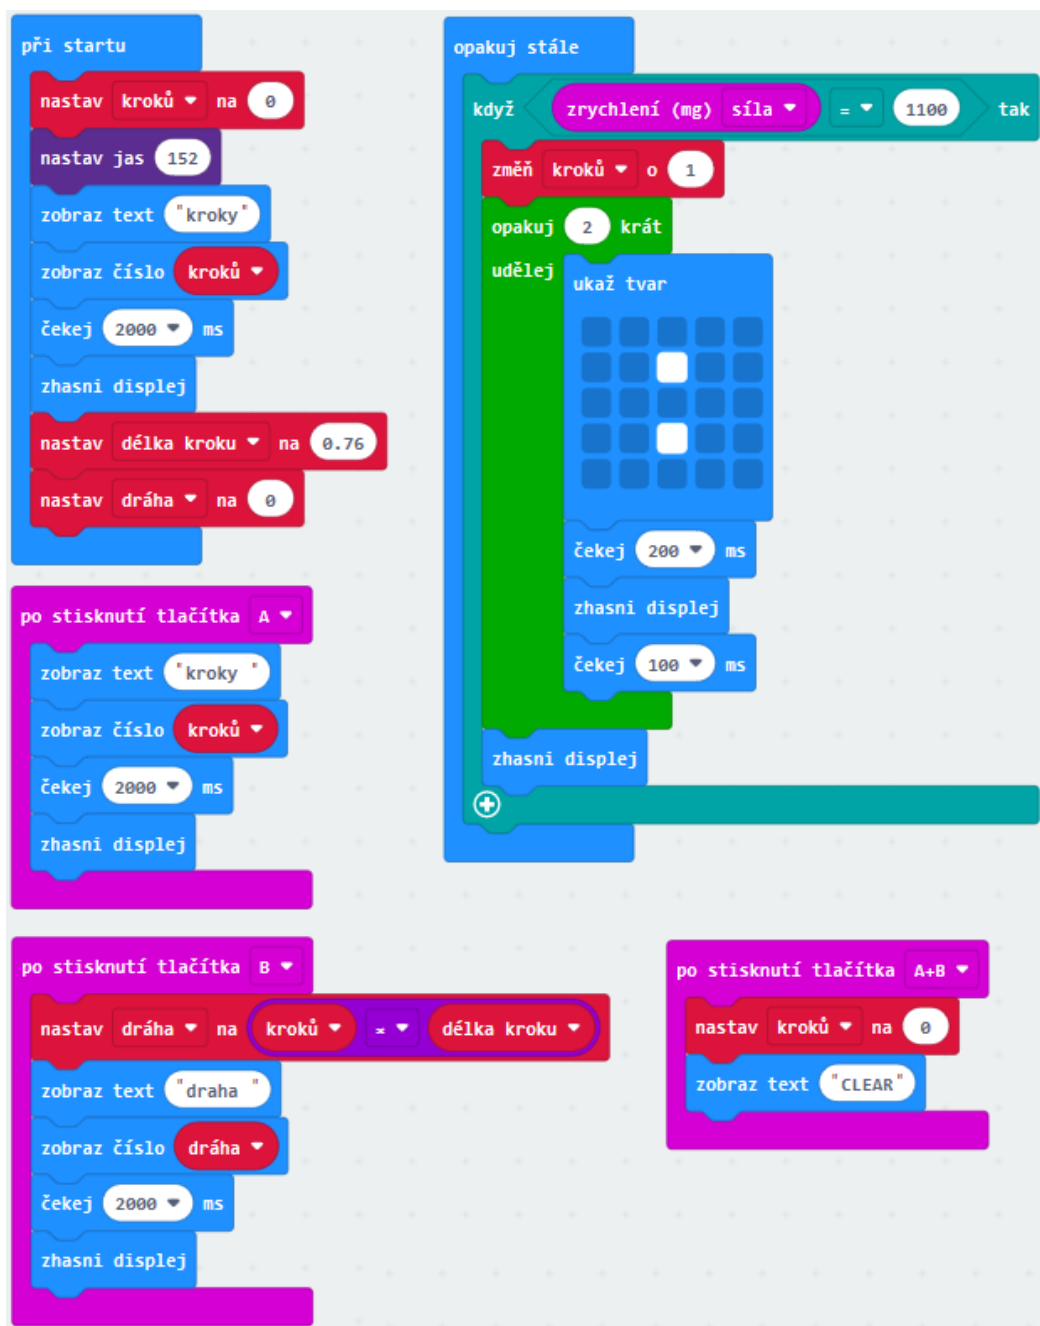 při startu
nastav kroků na 0
nastav jas 152
zobraz text "kroky"
zobraz číslo kroků
čekej 2000 ms
zhasni displej
nastav délka kroku na 0.76
nastav dráha na 0
opakuj stále
když zrychlení (mg) síla = 1100 tak
změň kroků o 1
opakuj 2 krát
udělej
ukaž tvar
čekej 200 ms
zhasni displej
čekej 100 ms
zhasni displej
po stisknutí tlačítka A
zobraz text "kroky "
zobraz číslo kroků
čekej 2000 ms
zhasni displej
po stisknutí tlačítka B
nastav dráha na kroků × délka kroku
zobraz text "draha "
zobraz číslo dráha
čekej 2000 ms
zhasni displej
po stisknutí tlačítka A+B
nastav kroků na 0
zobraz text "CLEAR"